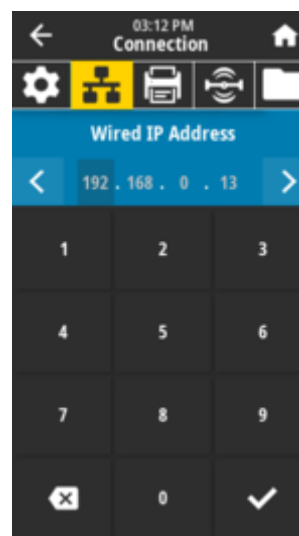 03:12 PM
Connection
Wired IP Address
192 . 168 . 0 . 13
1 2 3
4 5 6
7 8 9
0